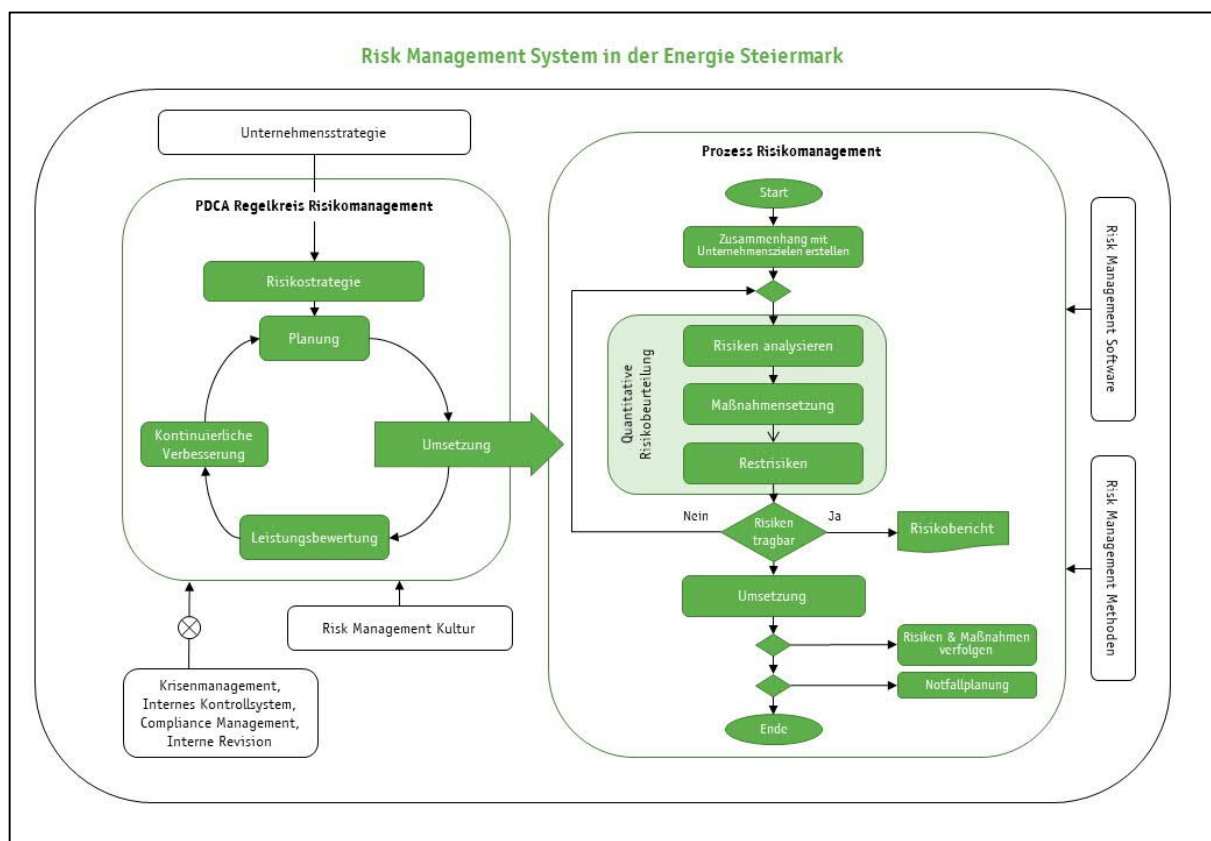 Risk Management System in der Energie Steiermark
Unternehmensstrategie
PDCA Regelkreis Risikomanagement
Risikostrategie
Planung
Umsetzung
Leistungsbewertung
Kontinuierliche
Verbesserung
Risk Management Kultur
Krisenmanagement,
Internes Kontrollsystem,
Compliance Management,
Interne Revision
Prozess Risikomanagement
Start
Zusammenhang mit
Unternehmenszielen erstellen
Quantitative
Risikobeurteilung
Risiken analysieren
Maßnahmensetzung
Restrisiken
Nein
Risiken
tragbar
Ja
Risikobericht
Umsetzung
Risiken & Maßnahmen
verfolgen
Notfallplanung
Ende
Risk Management Software
Risk Management Methoden